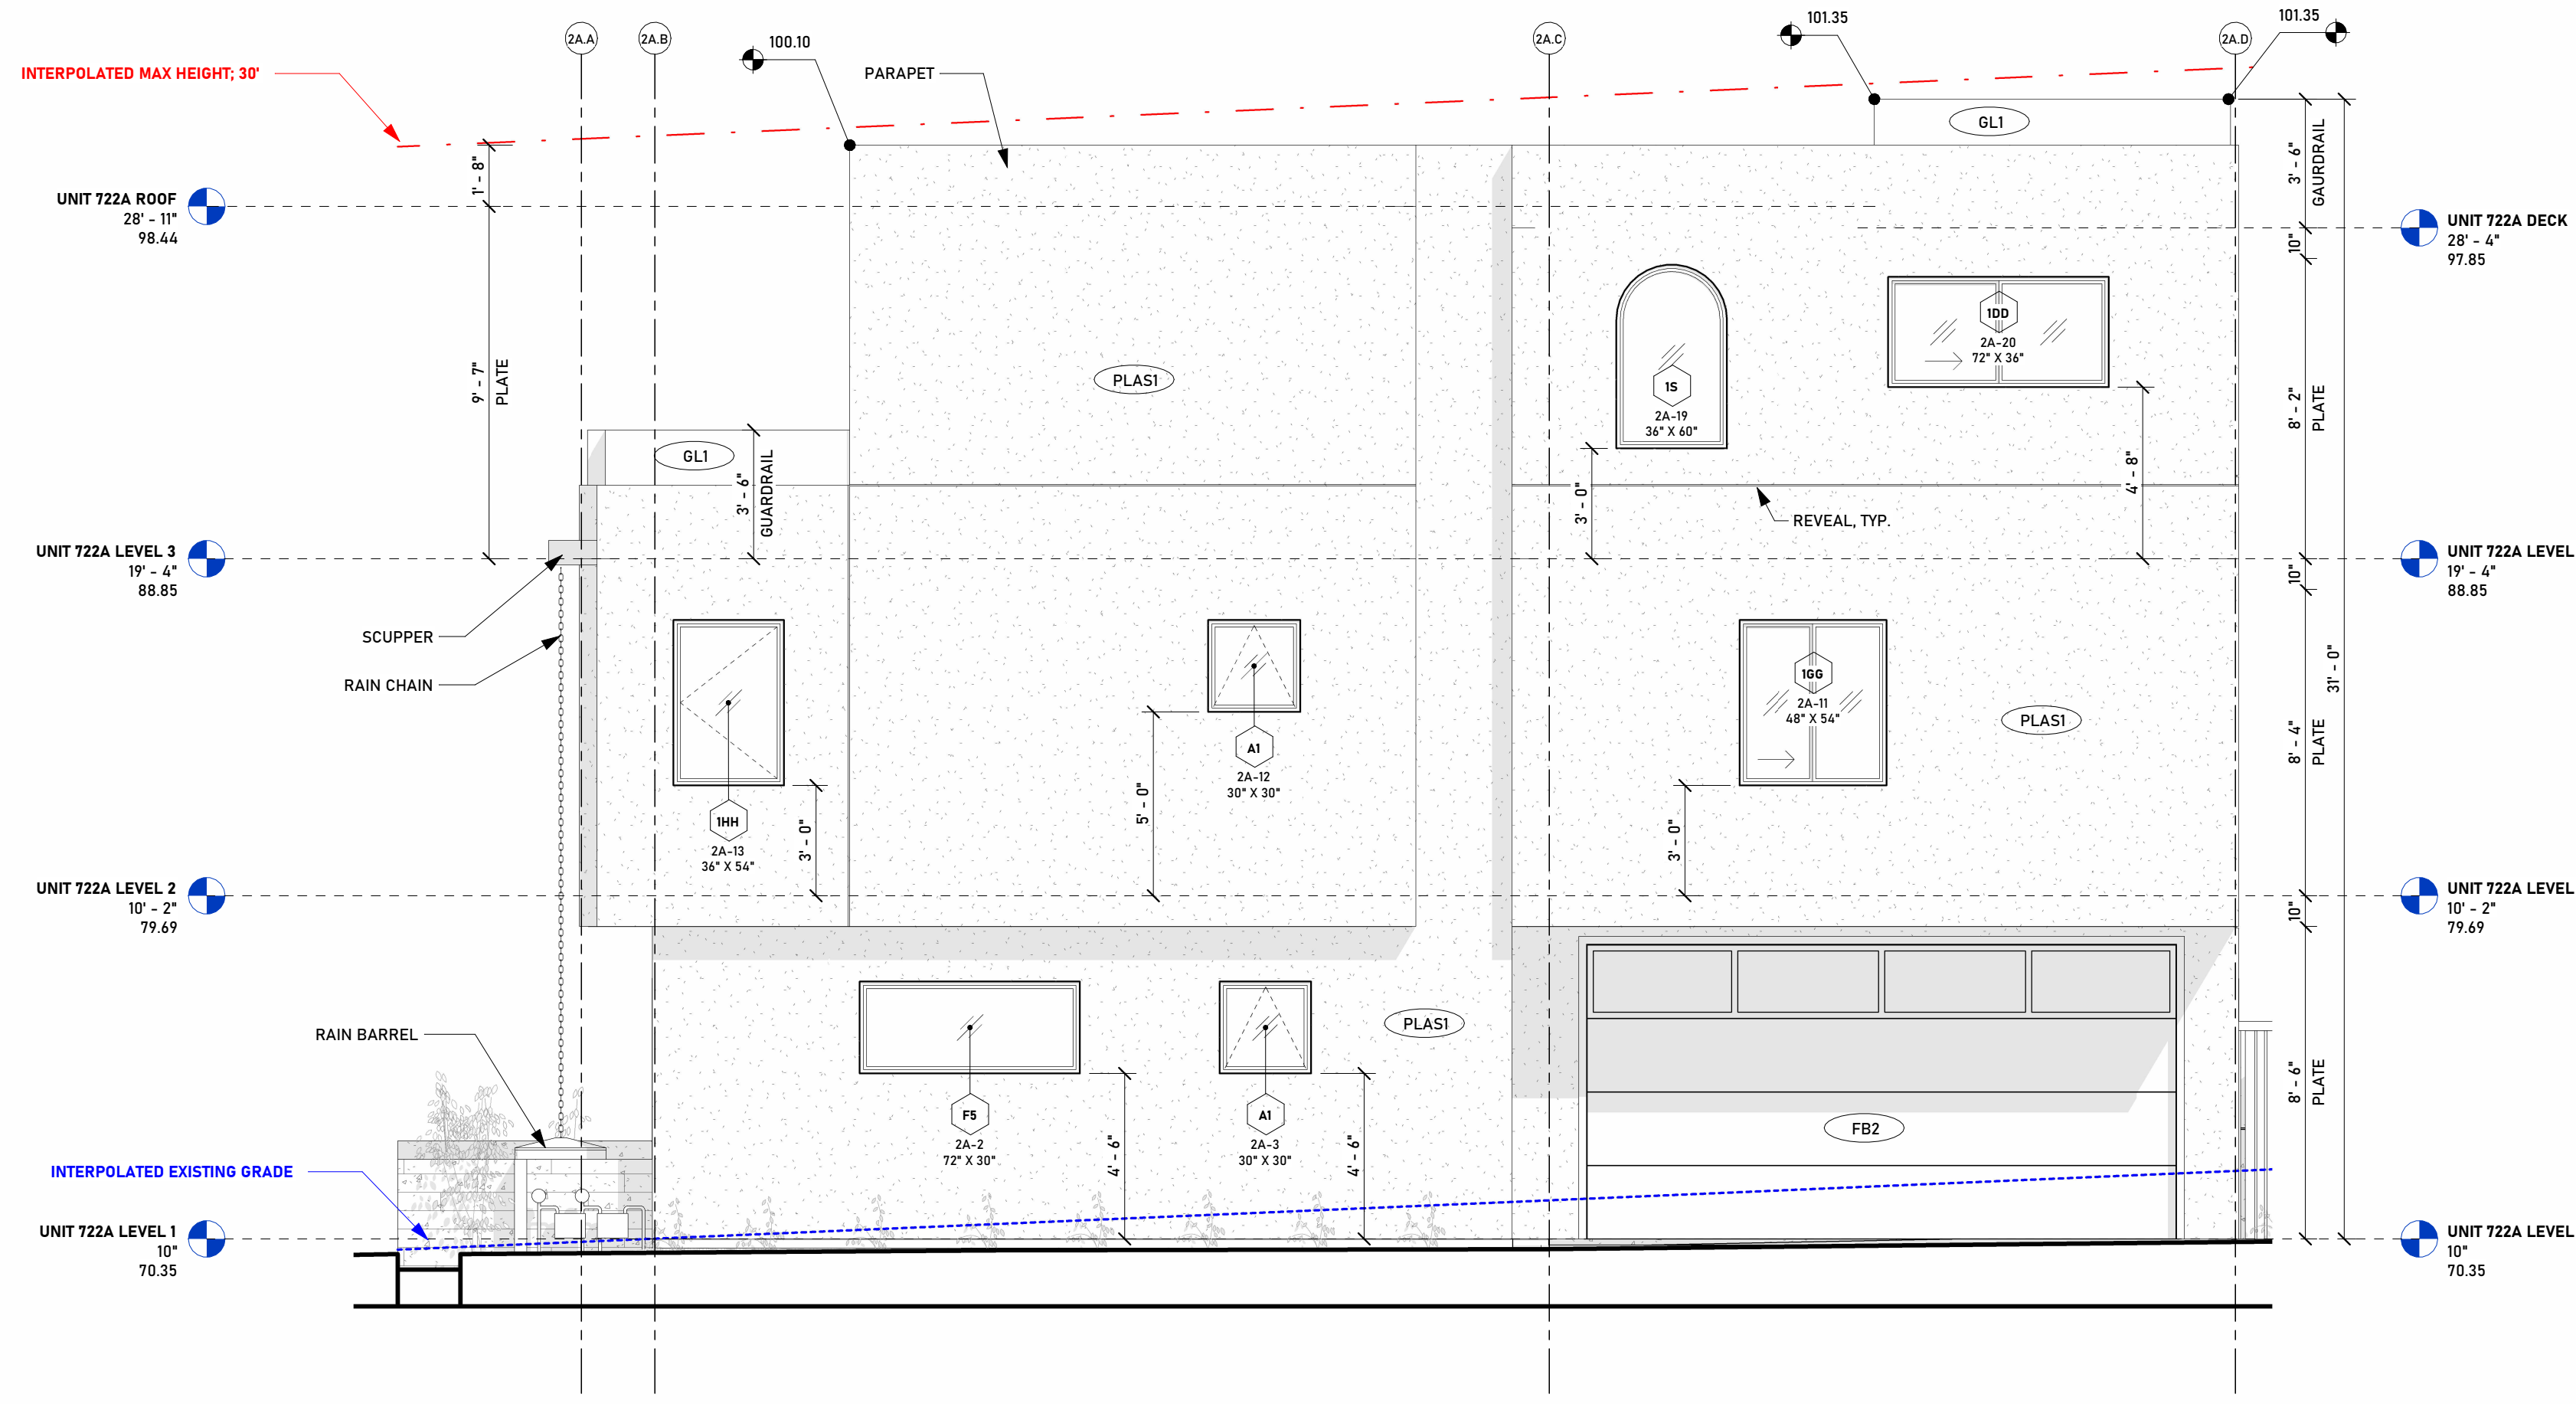 2A.A
2A.B
2A.C
2A.D
100.10
101.35
101.35
INTERPOLATED MAX HEIGHT; 30'
PARAPET
GL1
1' - 8"
3' - 6"
GAURDRAIL
UNIT 722A ROOF
28' - 11"
98.44
UNIT 722A DECK
28' - 4"
97.85
10"
1DD
2A-20
72" X 36"
1S
2A-19
36" X 60"
PLAS1
9' - 7"
PLATE
8' - 2"
PLATE
GL1
3' - 6"
GUARDRAIL
3' - 0"
4' - 8"
REVEAL, TYP.
UNIT 722A LEVEL 3
19' - 4"
88.85
UNIT 722A LEVEL
19' - 4"
88.85
10"
SCUPPER
RAIN CHAIN
31' - 0"
1GG
2A-11
48" X 54"
PLAS1
8' - 4"
PLATE
A1
2A-12
30" X 30"
5' - 0"
1HH
2A-13
36" X 54"
3' - 0"
3' - 0"
UNIT 722A LEVEL 2
10' - 2"
79.69
UNIT 722A LEVEL
10' - 2"
79.69
10"
PLAS1
RAIN BARREL
F5
2A-2
72" X 30"
4' - 6"
A1
2A-3
30" X 30"
4' - 6"
FB2
8' - 6"
PLATE
INTERPOLATED EXISTING GRADE
UNIT 722A LEVEL 1
10"
70.35
UNIT 722A LEVEL
10"
70.35